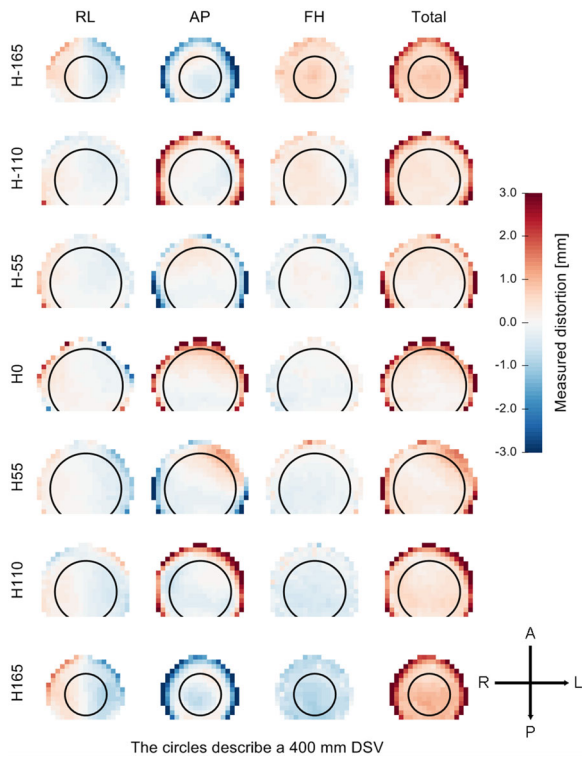 RL AP FH Total
H-165
H-110
H-55
H0
H55
H110
H165
3.0
2.0
1.0
0.0
-1.0
-2.0
-3.0
Measured distortion [mm]
A
R L
P
The circles describe a 400 mm DSV